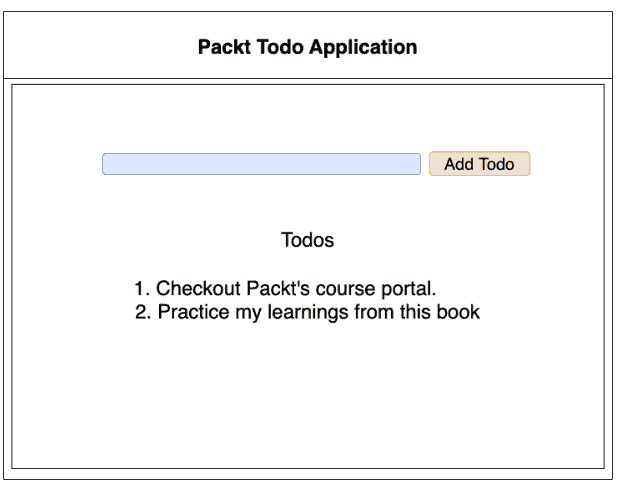 Packt Todo Application
Add Todo
Todos
1. Checkout Packt's course portal.
2. Practice my learnings from this book